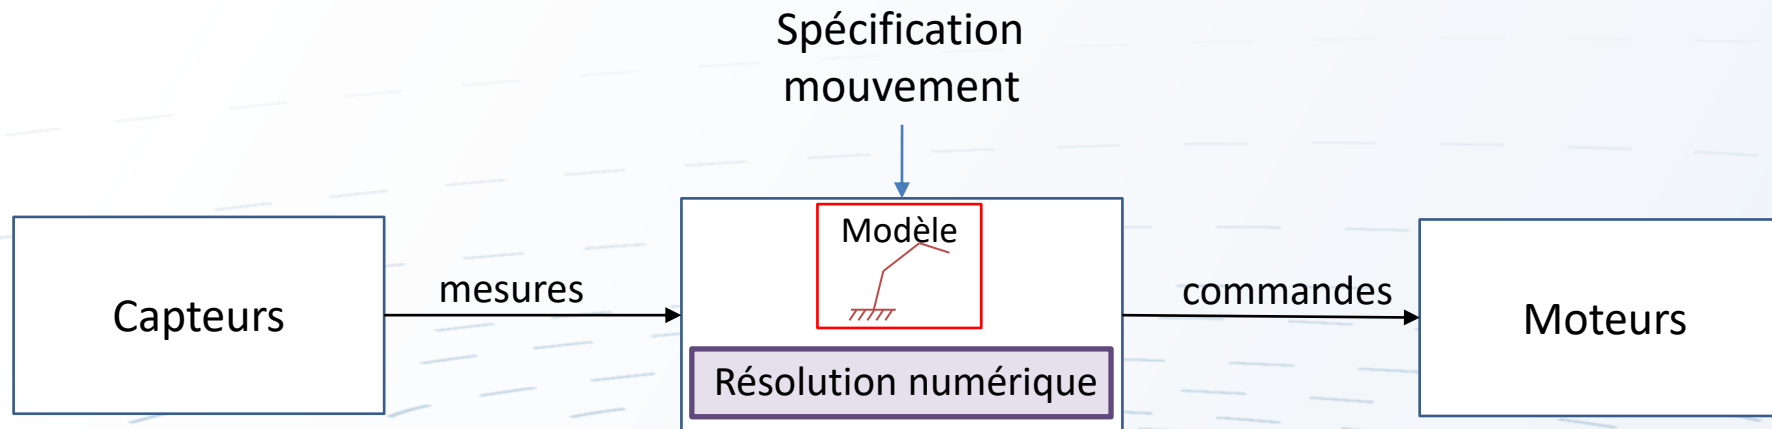 Spécification
mouvement
Modèle
Capteurs
mesures
commandes
Moteurs
Résolution numérique